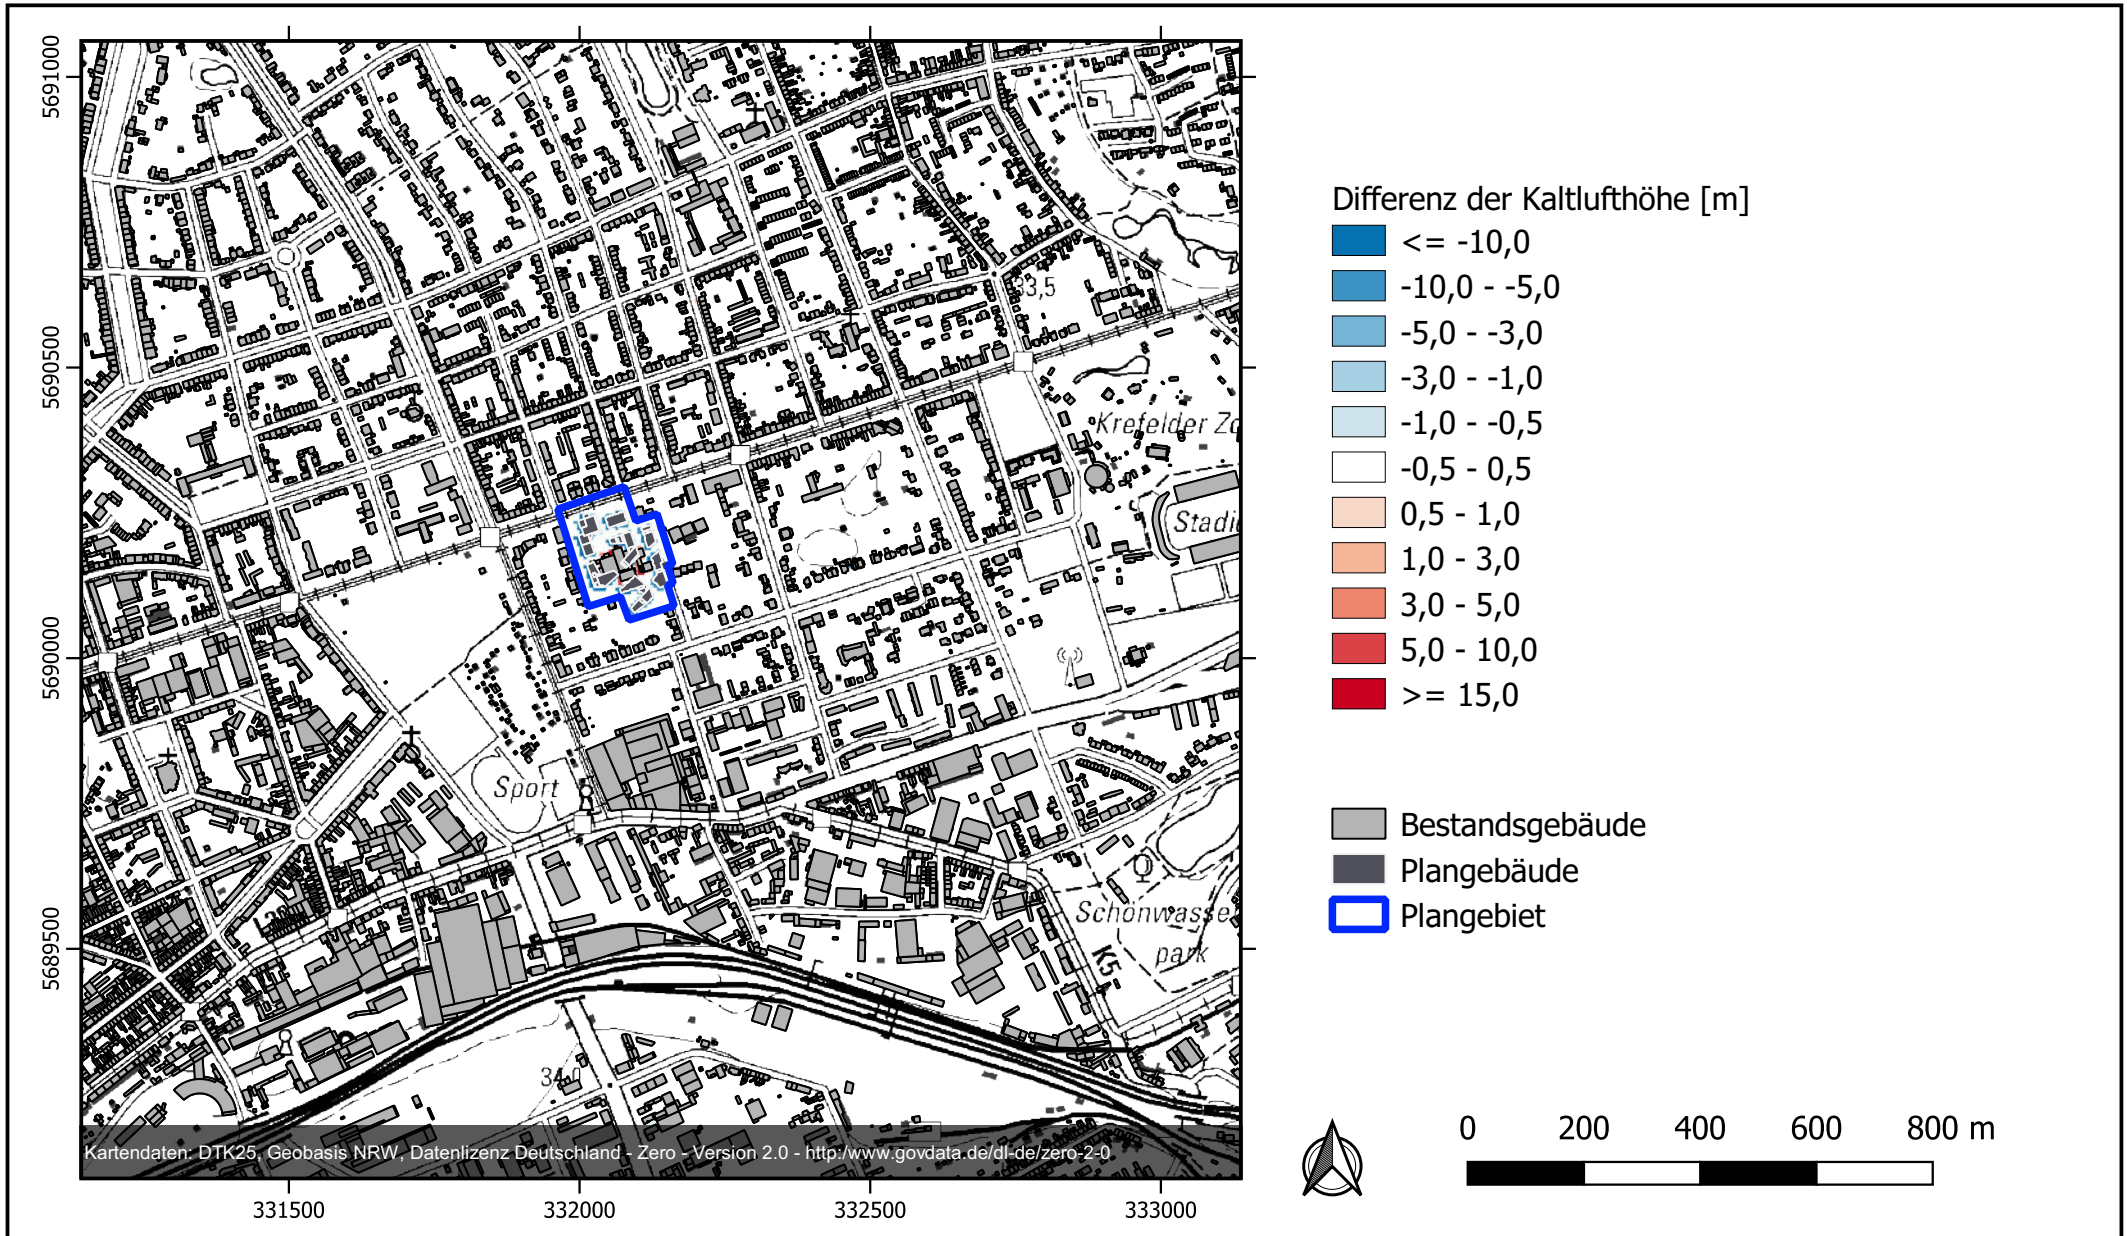 5691000
5690500
5690000
5689500
33,5
Krefelder Zo
Stadi
Sport
Schönwasse
park
K5
34,0
Kartendaten: DTK25, Geobasis NRW, Datenlizenz Deutschland - Zero - Version 2.0 - http:/www.govdata.de/dl-de/zero-2-0
331500
332000
332500
333000
Differenz der Kaltlufthöhe [m]
<= -10,0
-10,0 - -5,0
-5,0 - -3,0
-3,0 - -1,0
-1,0 - -0,5
-0,5 - 0,5
0,5 - 1,0
1,0 - 3,0
3,0 - 5,0
5,0 - 10,0
>= 15,0
Bestandsgebäude
Plangebäude
Plangebiet
0 200 400 600 800 m